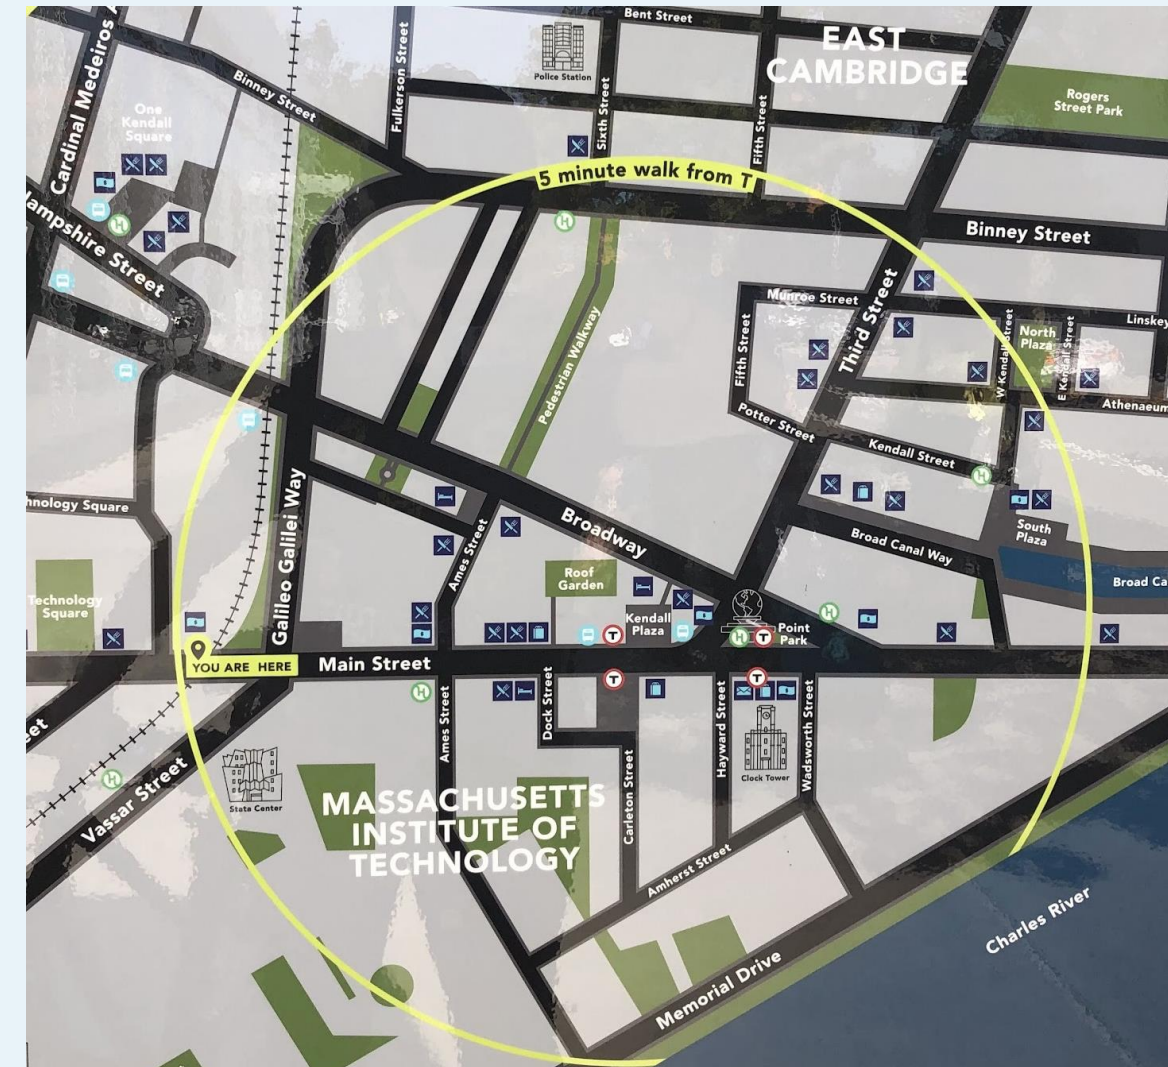 Bent Street
EAST
CAMBRIDGE
Police Station
Cardinal Medeiros
Fulkerson Street
Binney Street
Sixth Street
Fifth Street
Rogers
Street Park
One
Kendall
Square
5 minute walk from T
Hampshire Street
Binney Street
Munroe Street
Third Street
Linskey
North
Plaza
W Kendall Street
E Kendall Street
Fifth Street
Pedestrian Walkway
Athenaeum
Potter Street
Kendall Street
Technology Square
Galileo Galilei Way
Broadway
South
Plaza
Broad Canal Way
Ames Street
Roof
Garden
Broad Ca
Technology
Square
Kendall
Plaza
Point
Park
H
T
YOU ARE HERE
Main Street
Dock Street
Ames Street
Hayward Street
Wadsworth Street
Clock Tower
Stata Center
Vassar Street
MASSACHUSETTS
INSTITUTE OF
TECHNOLOGY
Carleton Street
Amherst Street
Charles River
Memorial Drive